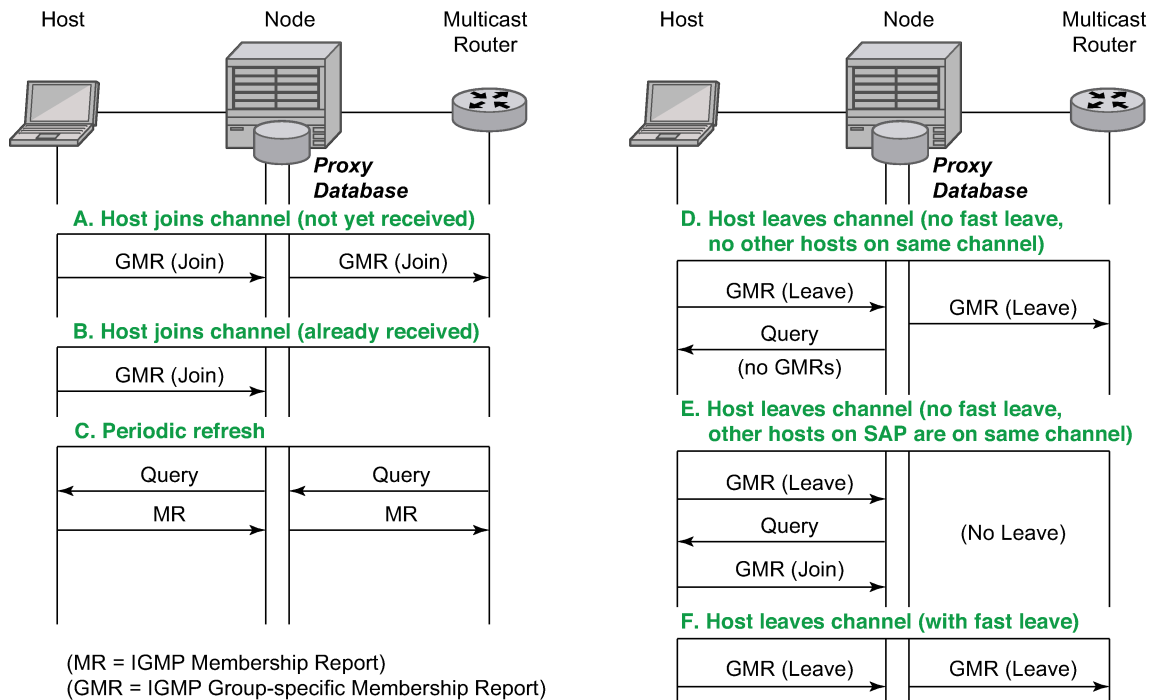 Host
Node
Multicast
Router
Proxy
Database
A. Host joins channel (not yet received)
GMR (Join)
GMR (Join)
B. Host joins channel (already received)
GMR (Join)
C. Periodic refresh
Query
Query
MR
MR
(MR = IGMP Membership Report)
(GMR = IGMP Group-specific Membership Report)
Host
Node
Multicast
Router
Proxy
Database
D. Host leaves channel (no fast leave,
no other hosts on same channel)
GMR (Leave)
GMR (Leave)
Query
(no GMRs)
E. Host leaves channel (no fast leave,
other hosts on SAP are on same channel)
GMR (Leave)
Query
(No Leave)
GMR (Join)
F. Host leaves channel (with fast leave)
GMR (Leave)
GMR (Leave)